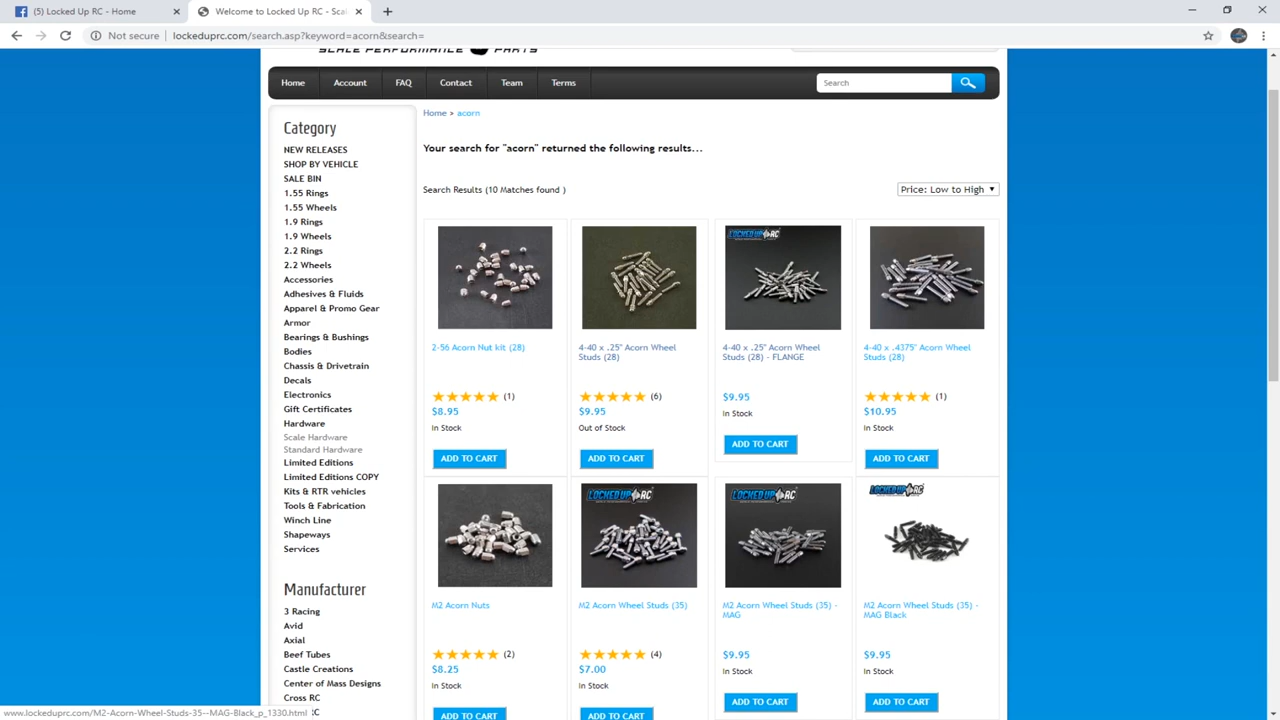 (5) Locked Up RC - Home
Welcome to Locked Up RC - Scal
Not secure
lockeduprc.com/search.asp?keyword=acorn&search=
SCALE PERFORMANCE PARTS
Home
Account
FAQ
Contact
Team
Terms
Search
Category
NEW RELEASES
SHOP BY VEHICLE
SALE BIN
1.55 Rings
1.55 Wheels
1.9 Rings
1.9 Wheels
2.2 Rings
2.2 Wheels
Accessories
Adhesives & Fluids
Apparel & Promo Gear
Armor
Bearings & Bushings
Bodies
Chassis & Drivetrain
Decals
Electronics
Gift Certificates
Hardware
Scale Hardware
Standard Hardware
Limited Editions
Limited Editions COPY
Kits & RTR vehicles
Tools & Fabrication
Winch Line
Shapeways
Services
Manufacturer
3 Racing
Avid
Axial
Beef Tubes
Castle Creations
Center of Mass Designs
Cross RC
Home > acorn
Your search for "acorn" returned the following results...
Search Results (10 Matches found )
Price: Low to High
2-56 Acorn Nut kit (28)
(1)
$8.95
In Stock
ADD TO CART
4-40 x .25" Acorn Wheel
Studs (28)
(6)
$9.95
Out of Stock
ADD TO CART
LOCKED UP RC
4-40 x .25" Acorn Wheel
Studs (28) - FLANGE
$9.95
In Stock
ADD TO CART
4-40 x .4375" Acorn Wheel
Studs (28)
(1)
$10.95
In Stock
ADD TO CART
M2 Acorn Nuts
(2)
$8.25
In Stock
ADD TO CART
LOCKED UP RC
M2 Acorn Wheel Studs (35)
(4)
$7.00
In Stock
ADD TO CART
LOCKED UP RC
M2 Acorn Wheel Studs (35) -
MAG
$9.95
In Stock
ADD TO CART
LOCKED UP RC
M2 Acorn Wheel Studs (35) -
MAG Black
$9.95
In Stock
ADD TO CART
www.lockeduprc.com/M2-Acorn-Wheel-Studs-35--MAG-Black_p_1330.html